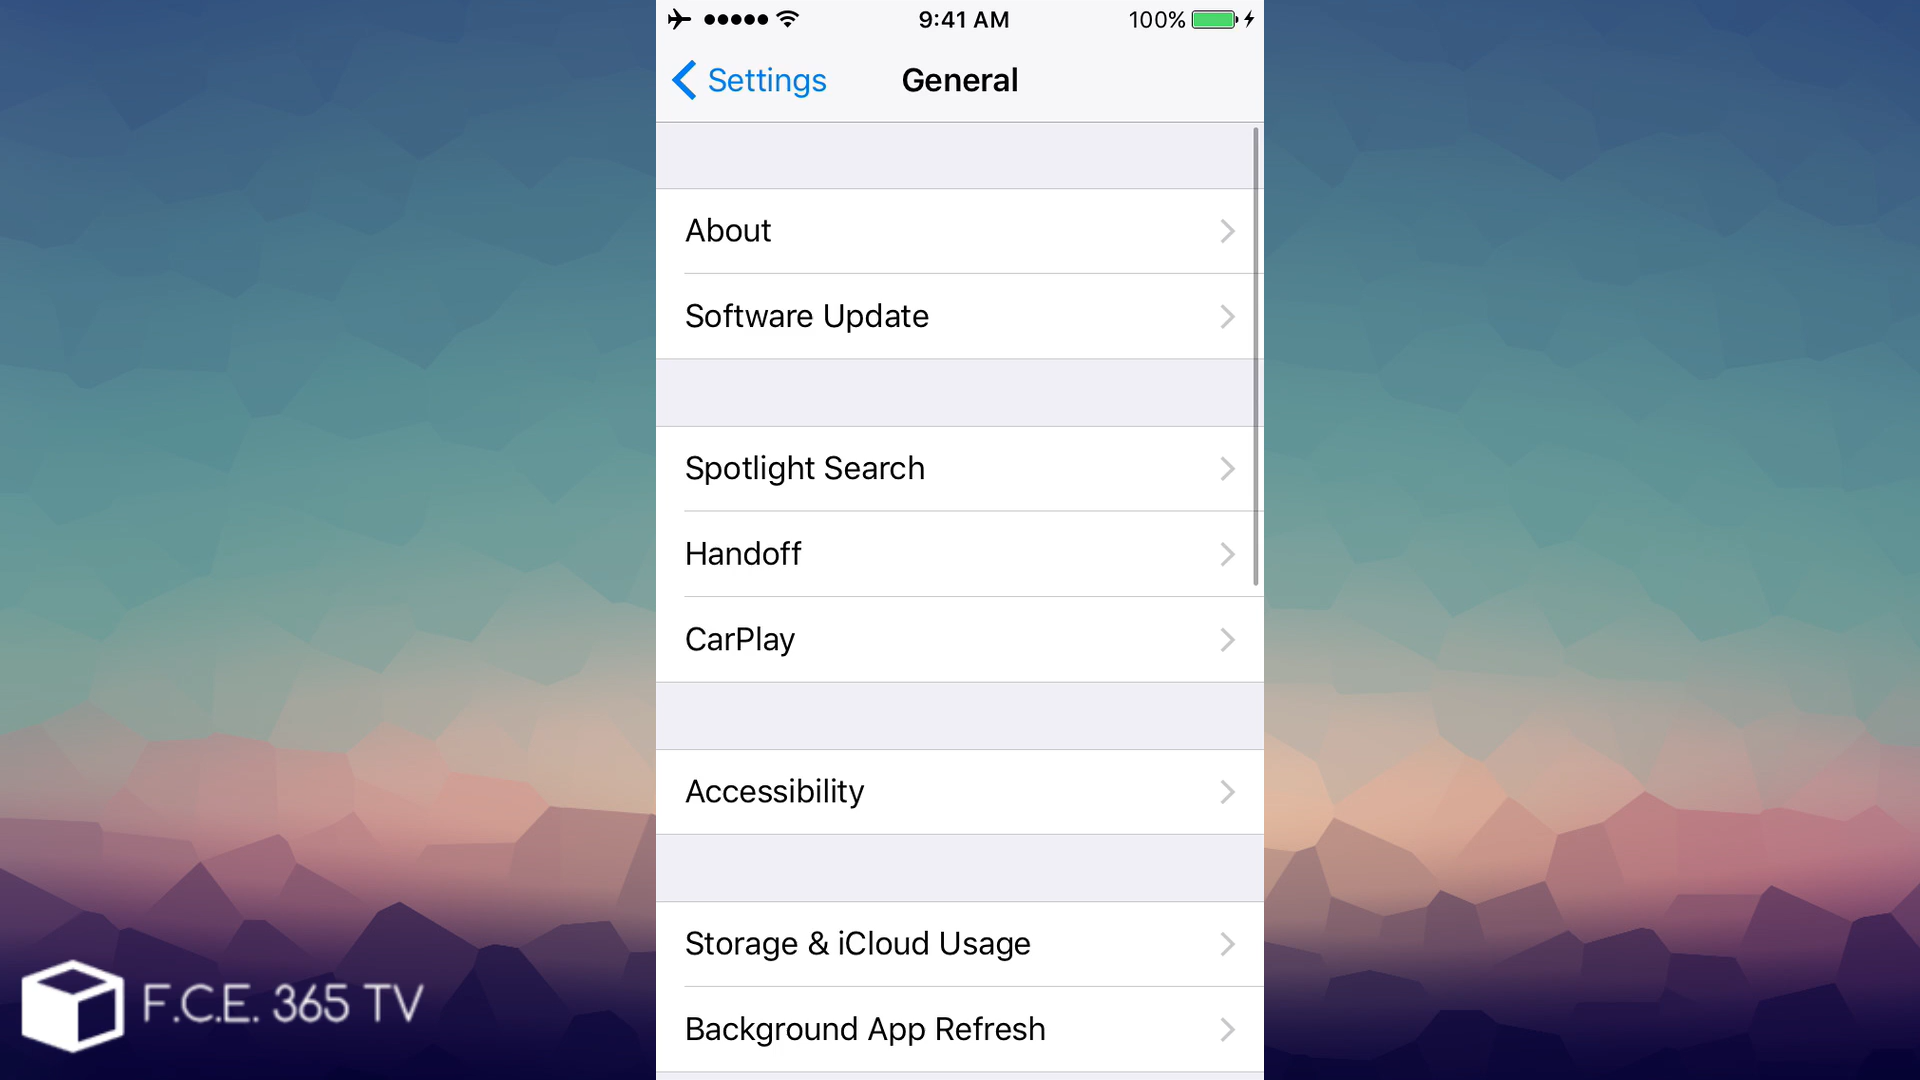 9:41 AM
100%
Settings
General
About
Software Update
Spotlight Search
Handoff
CarPlay
Accessibility
Storage & iCloud Usage
Background App Refresh
F.C.E. 365 TV